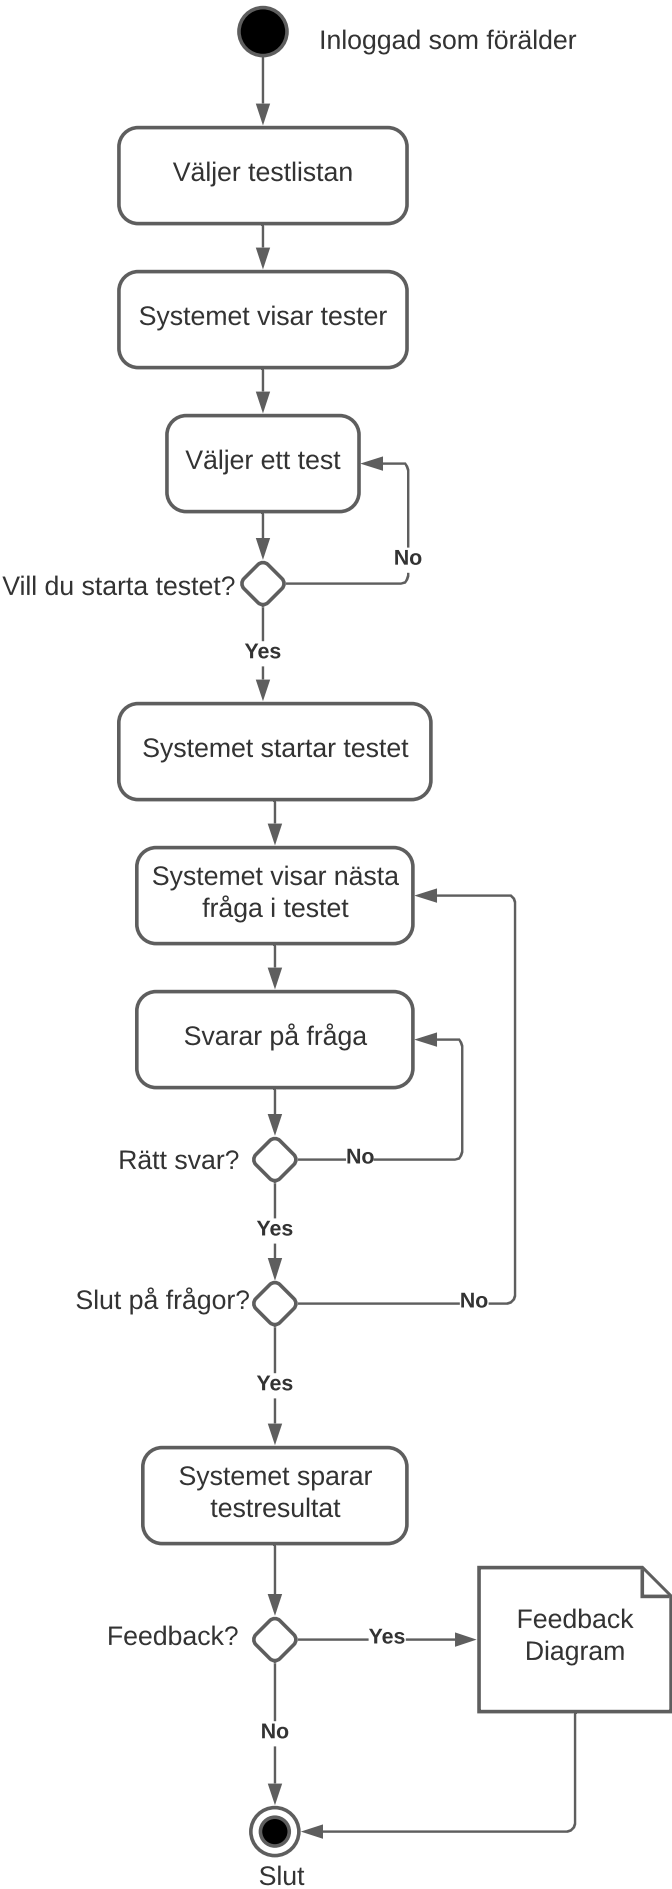 Inloggad som förälder
Väljer testlistan
Systemet visar tester
Väljer ett test
No
Vill du starta testet?
Yes
Systemet startar testet
Systemet visar nästa
fråga i testet
Svarar på fråga
Rätt svar?
No
Yes
Slut på frågor?
No
Yes
Systemet sparar
testresultat
Feedback?
Yes
Feedback
Diagram
No
Slut